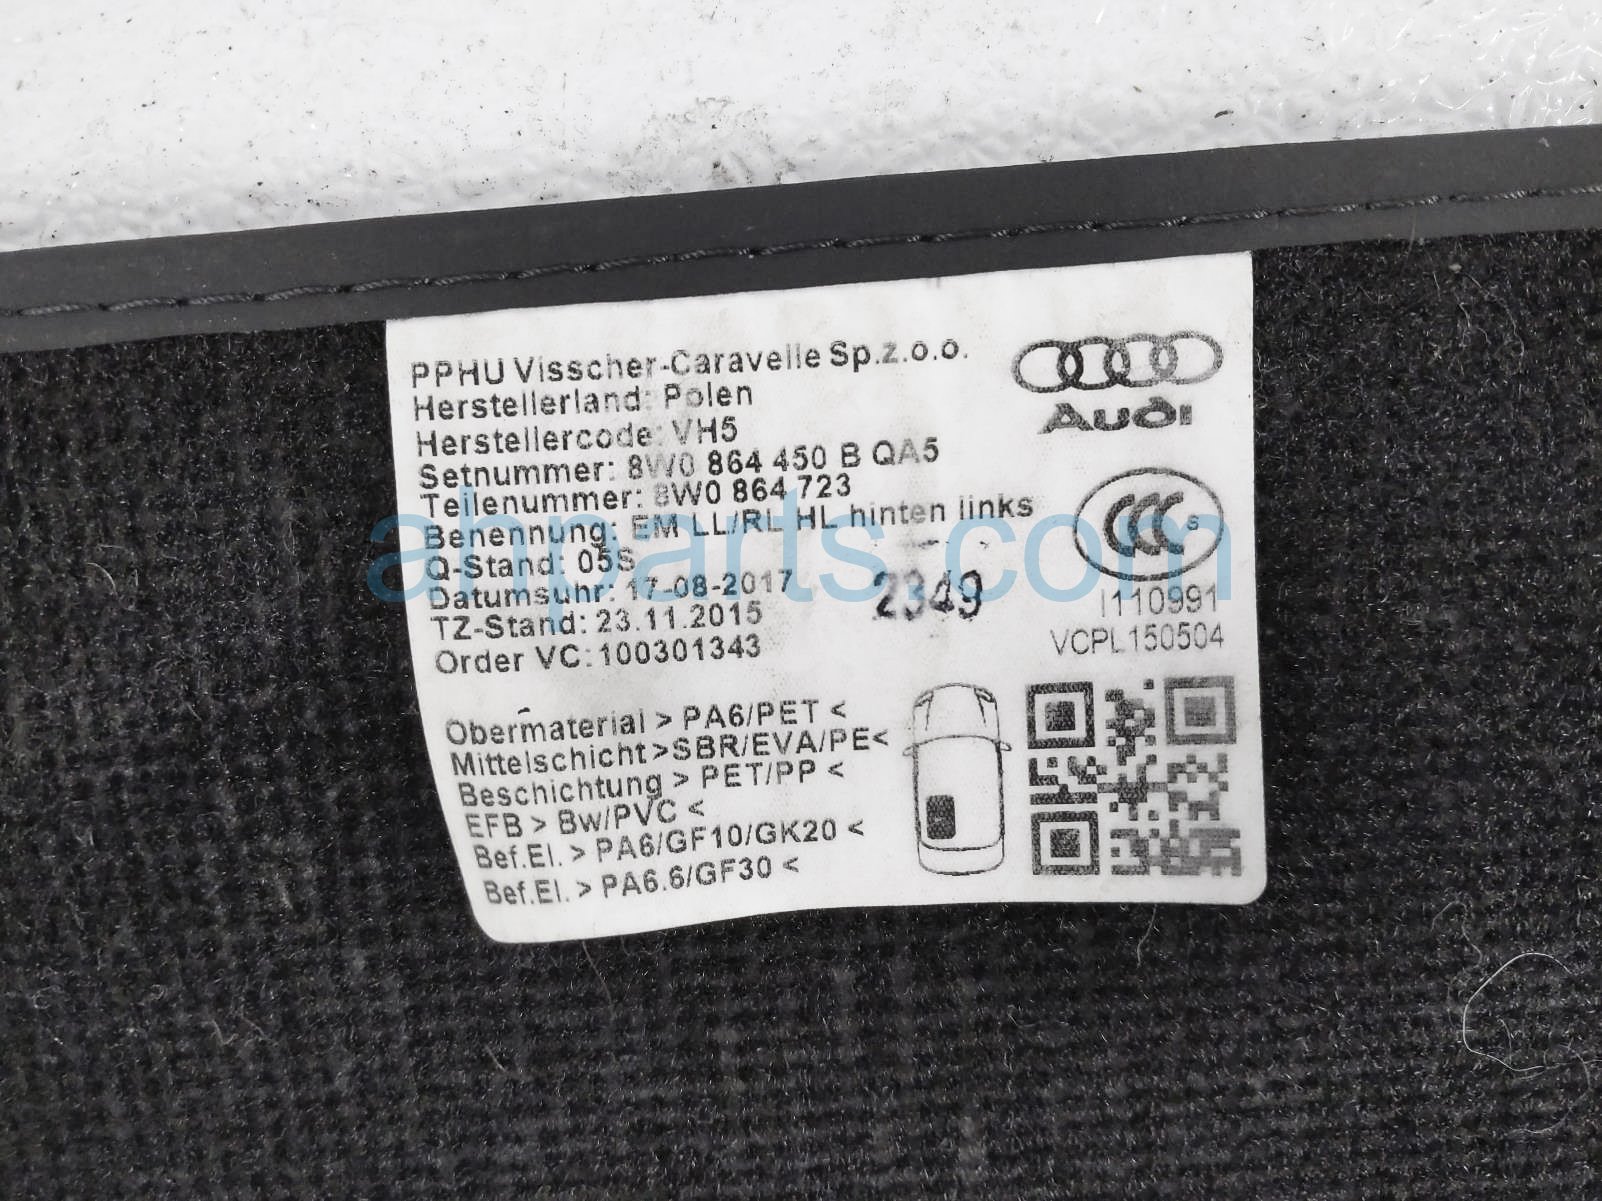 PPHU Visscher-Caravelle Sp.z.o.o.
Herstellerland: Polen
Herstellercode: VH5
Setnummer: 8W0 864 450 B QA5
Teilenummer: 8W0 864 723
Benennung: EM LL/RL HL hinten links
Q-Stand: 05S
Datumsuhr: 17-08-2017
TZ-Stand: 23.11.2015
Order VC: 100301343
2349
Audi
CCC S
I110991
VCPL150504
Obermaterial > PA6/PET <
Mittelschicht >SBR/EVA/PE<
Beschichtung > PET/PP <
EFB > Bw/PVC <
Bef.El. > PA6/GF10/GK20 <
Bef.El. > PA6.6/GF30 <
ahparts.com